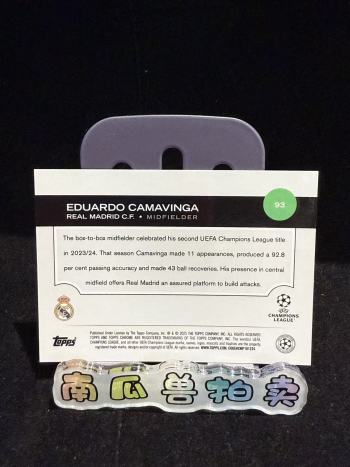 EDUARDO CAMAVINGA
REAL MADRID C.F. • MIDFIELDER
93
The box-to-box midfielder celebrated his second UEFA Champions League title
in 2023/24. That season Camavinga made 11 appearances, produced a 92.8
per cent passing accuracy and made 43 ball recoveries. His presence in central
midfield offers Real Madrid an assured platform to build attacks.
CHAMPIONS
LEAGUE
Topps
南瓜兽拍卖